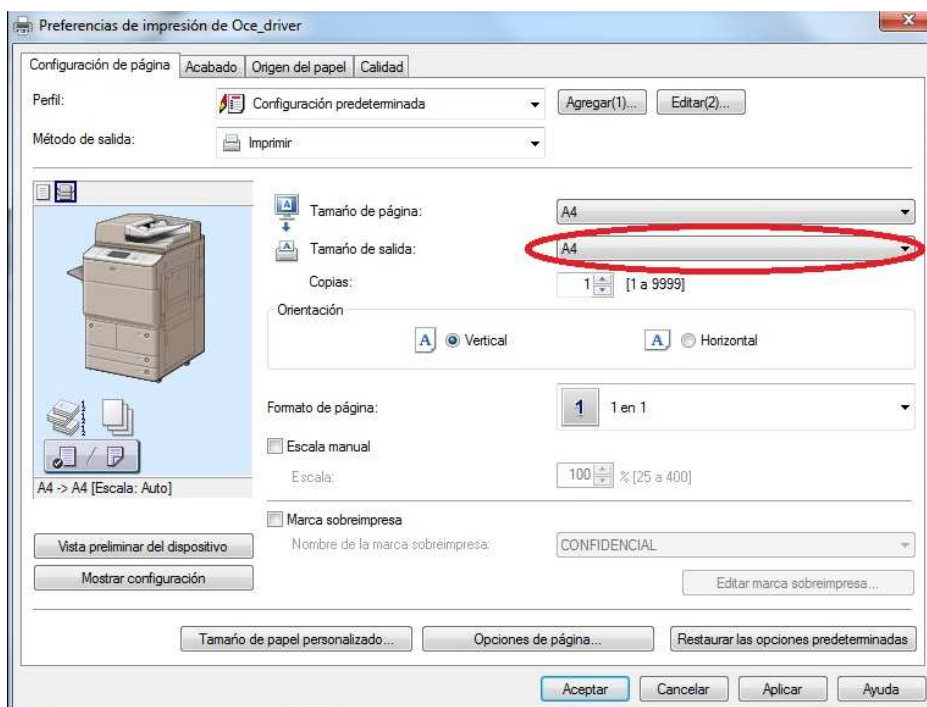 Preferencias de impresión de Oce_driver
Configuración de página Acabado Origen del papel Calidad
Perfil: Configuración predeterminada Agregar(1)... Editar(2)...
Método de salida: Imprimir
Tamaño de página: A4
Tamaño de salida: A4
Copias: 1 [1 a 9999]
Orientación
A Vertical A Horizontal
Formato de página: 1 1 en 1
Escala manual
Escala: 100 % [25 a 400]
A4 -> A4 [Escala: Auto]
Marca sobreimpresa
Vista preliminar del dispositivo Nombre de la marca sobreimpresa: CONFIDENCIAL
Mostrar configuración Editar marca sobreimpresa...
Tamaño de papel personalizado... Opciones de página... Restaurar las opciones predeterminadas
Aceptar Cancelar Aplicar Ayuda